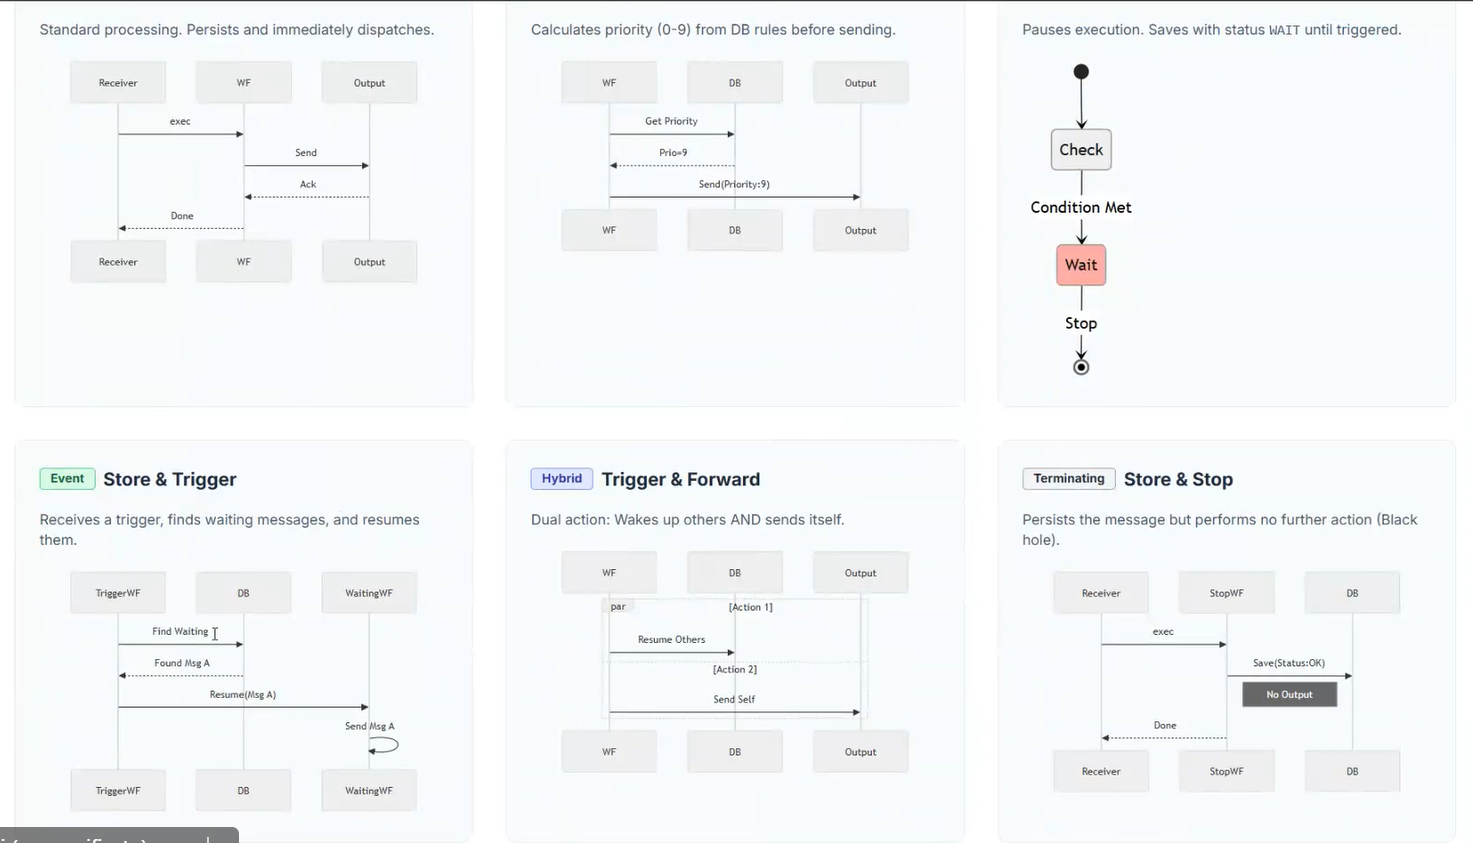 Standard processing. Persists and immediately dispatches.
Receiver
WF
Output
exec
Send
Ack
Done
Receiver
WF
Output
Calculates priority (0-9) from DB rules before sending.
WF
DB
Output
Get Priority
Prio=9
Send(Priority:9)
WF
DB
Output
Pauses execution. Saves with status WAIT until triggered.
Check
Condition Met
Wait
Stop
Event
Store & Trigger
Receives a trigger, finds waiting messages, and resumes
them.
TriggerWF
DB
WaitingWF
Find Waiting
Found Msg A
Resume(Msg A)
Send Msg A
TriggerWF
DB
WaitingWF
Hybrid
Trigger & Forward
Dual action: Wakes up others AND sends itself.
WF
DB
Output
par
[Action 1]
Resume Others
[Action 2]
Send Self
WF
DB
Output
Terminating
Store & Stop
Persists the message but performs no further action (Black
hole).
Receiver
StopWF
DB
exec
Save(Status:OK)
No Output
Done
Receiver
StopWF
DB